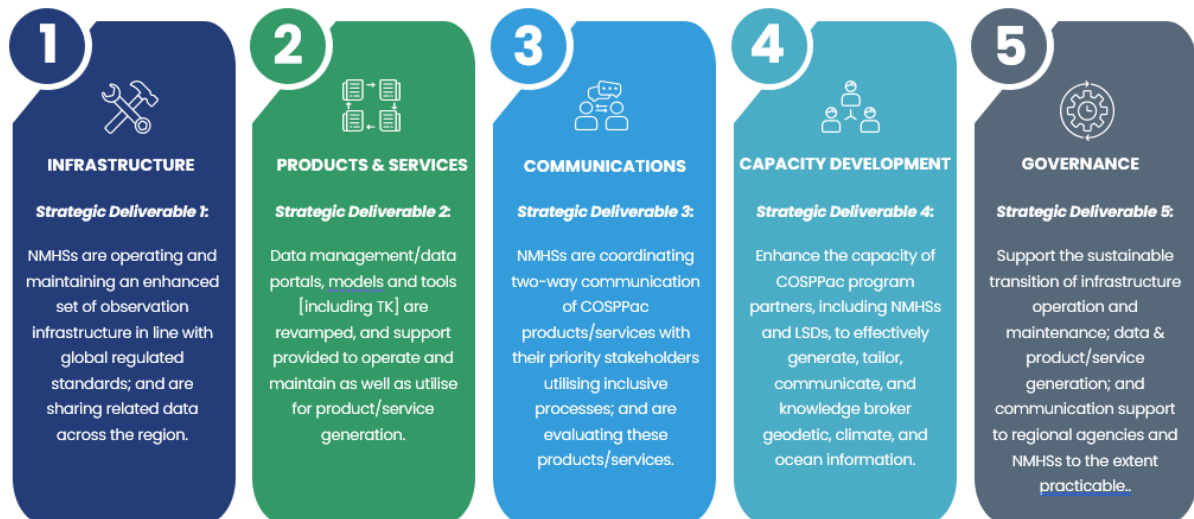 1
INFRASTRUCTURE
Strategic Deliverable 1:
NMHSs are operating and
maintaining an enhanced
set of observation
infrastructure in line with
global regulated
standards; and are
sharing related data
across the region.
2
PRODUCTS & SERVICES
Strategic Deliverable 2:
Data management/data
portals, models and tools
[including TK] are
revamped, and support
provided to operate and
maintain as well as utilise
for product/service
generation.
3
COMMUNICATIONS
Strategic Deliverable 3:
NMHSs are coordinating
two-way communication
of COSPPac
products/services with
their priority stakeholders
utilising inclusive
processes; and are
evaluating these
products/services.
4
CAPACITY DEVELOPMENT
Strategic Deliverable 4:
Enhance the capacity of
COSPPac program
partners, including NMHSs
and LSDs, to effectively
generate, tailor,
communicate, and
knowledge broker
geodetic, climate, and
ocean information.
5
GOVERNANCE
Strategic Deliverable 5:
Support the sustainable
transition of infrastructure
operation and
maintenance; data &
product/service
generation; and
communication support
to regional agencies and
NMHSs to the extent
practicable..